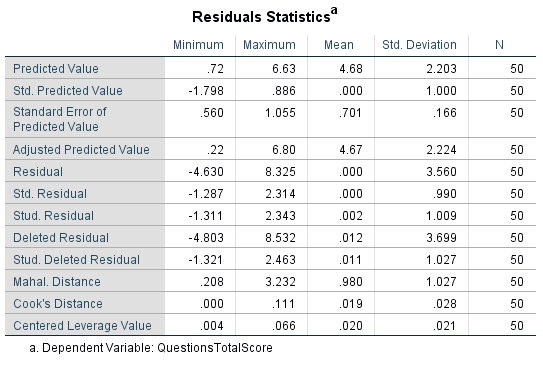 Residuals Statisticsa
Minimum Maximum Mean Std. Deviation N
Predicted Value .72 6.63 4.68 2.203 50
Std. Predicted Value -1.798 .886 .000 1.000 50
Standard Error of
Predicted Value .560 1.055 .701 .166 50
Adjusted Predicted Value .22 6.80 4.67 2.224 50
Residual -4.630 8.325 .000 3.560 50
Std. Residual -1.287 2.314 .000 .990 50
Stud. Residual -1.311 2.343 .002 1.009 50
Deleted Residual -4.803 8.532 .012 3.699 50
Stud. Deleted Residual -1.321 2.463 .011 1.027 50
Mahal. Distance .208 3.232 .980 1.027 50
Cook's Distance .000 .111 .019 .028 50
Centered Leverage Value .004 .066 .020 .021 50
a. Dependent Variable: QuestionsTotalScore